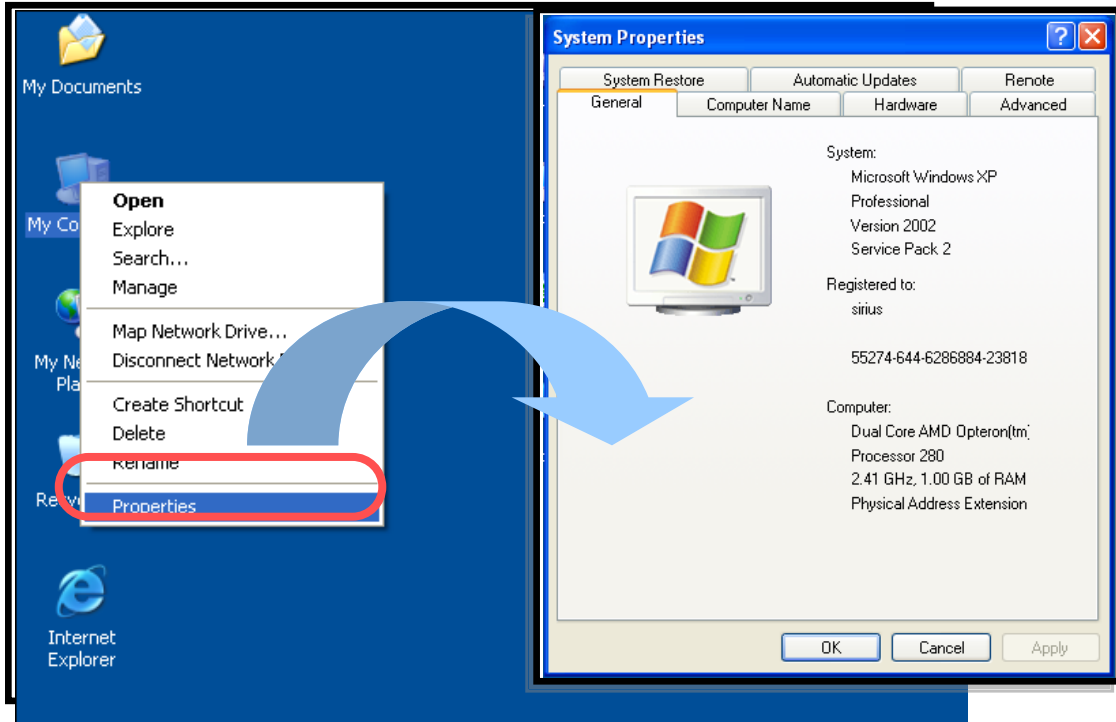 My Documents
My Co
Open
Explore
Search...
Manage
Map Network Drive...
Disconnect Network
Create Shortcut
Delete
Rename
Properties
My Ne
Pla
Recy
Internet
Explorer
System Properties
System Restore Automatic Updates Remote
General Computer Name Hardware Advanced
System:
Microsoft Windows XP
Professional
Version 2002
Service Pack 2
Registered to:
sirius
55274-644-6286884-23818
Computer:
Dual Core AMD Opteron(tm)
Processor 280
2.41 GHz, 1.00 GB of RAM
Physical Address Extension
OK Cancel Apply